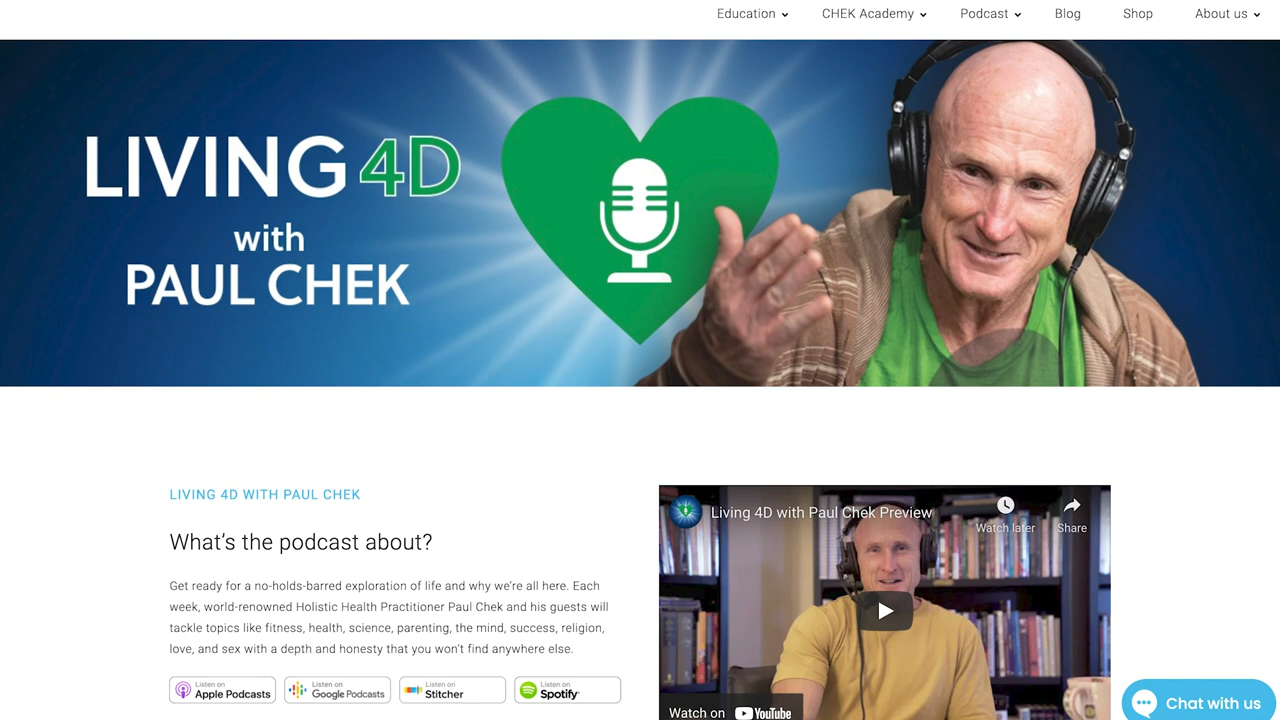 Education
CHEK Academy
Podcast
Blog
Shop
About us
LIVING 4D
with
PAUL CHEK
LIVING 4D WITH PAUL CHEK
What's the podcast about?
Get ready for a no-holds-barred exploration of life and why we're all here. Each
week, world-renowned Holistic Health Practitioner Paul Chek and his guests will
tackle topics like fitness, health, science, parenting, the mind, success, religion,
love, and sex with a depth and honesty that you won't find anywhere else.
Listen on
Apple Podcasts
Listen on
Google Podcasts
Listen on
Stitcher
Listen on
Spotify
Living 4D with Paul Chek Preview
Watch later
Share
Watch on YouTube
Chat with us